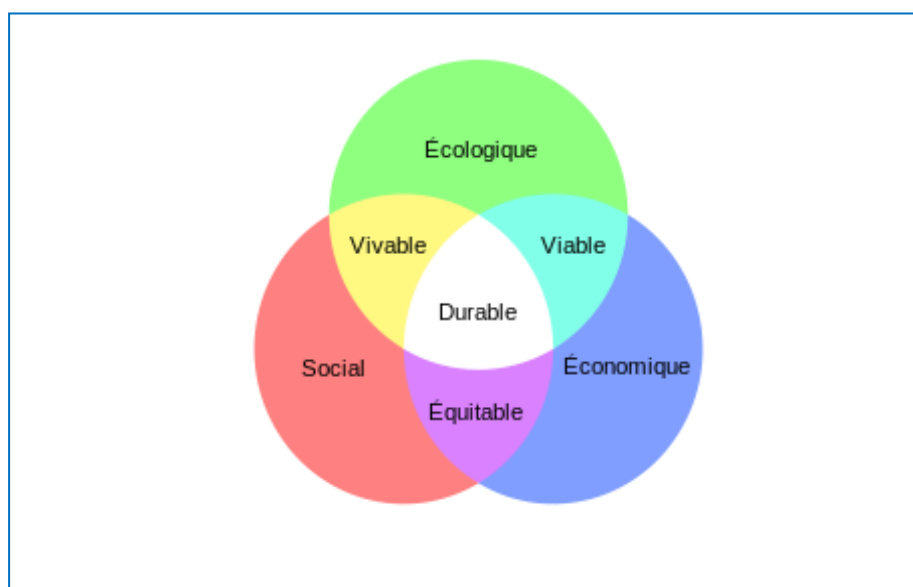 Écologique
Vivable
Viable
Durable
Social
Économique
Équitable